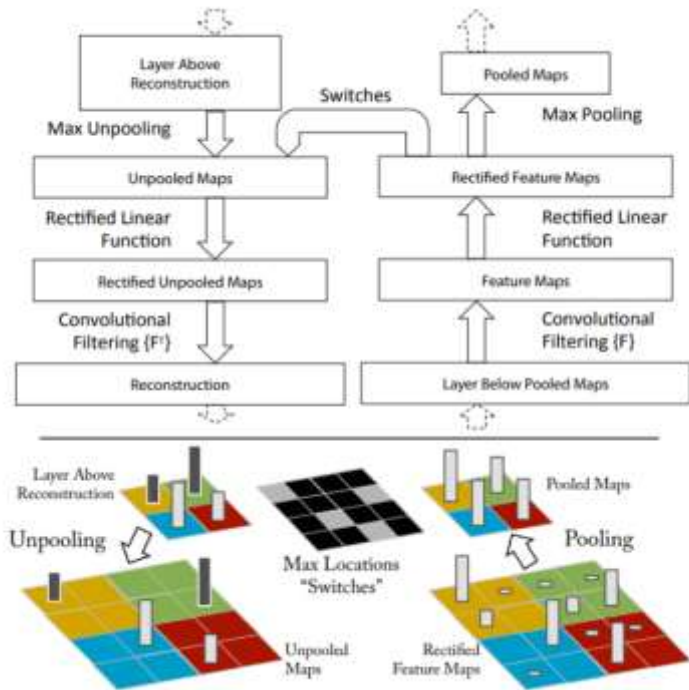 Layer Above
Reconstruction
Pooled Maps
Switches
Max Unpooling
Max Pooling
Unpooled Maps
Rectified Feature Maps
Rectified Linear
Function
Rectified Linear
Function
Rectified Unpooled Maps
Feature Maps
Convolutional
Filtering {Fᵀ}
Convolutional
Filtering {F}
Reconstruction
Layer Below Pooled Maps
Layer Above
Reconstruction
Pooled Maps
Unpooling
Pooling
Max Locations
"Switches"
Unpooled
Maps
Rectified
Feature Maps